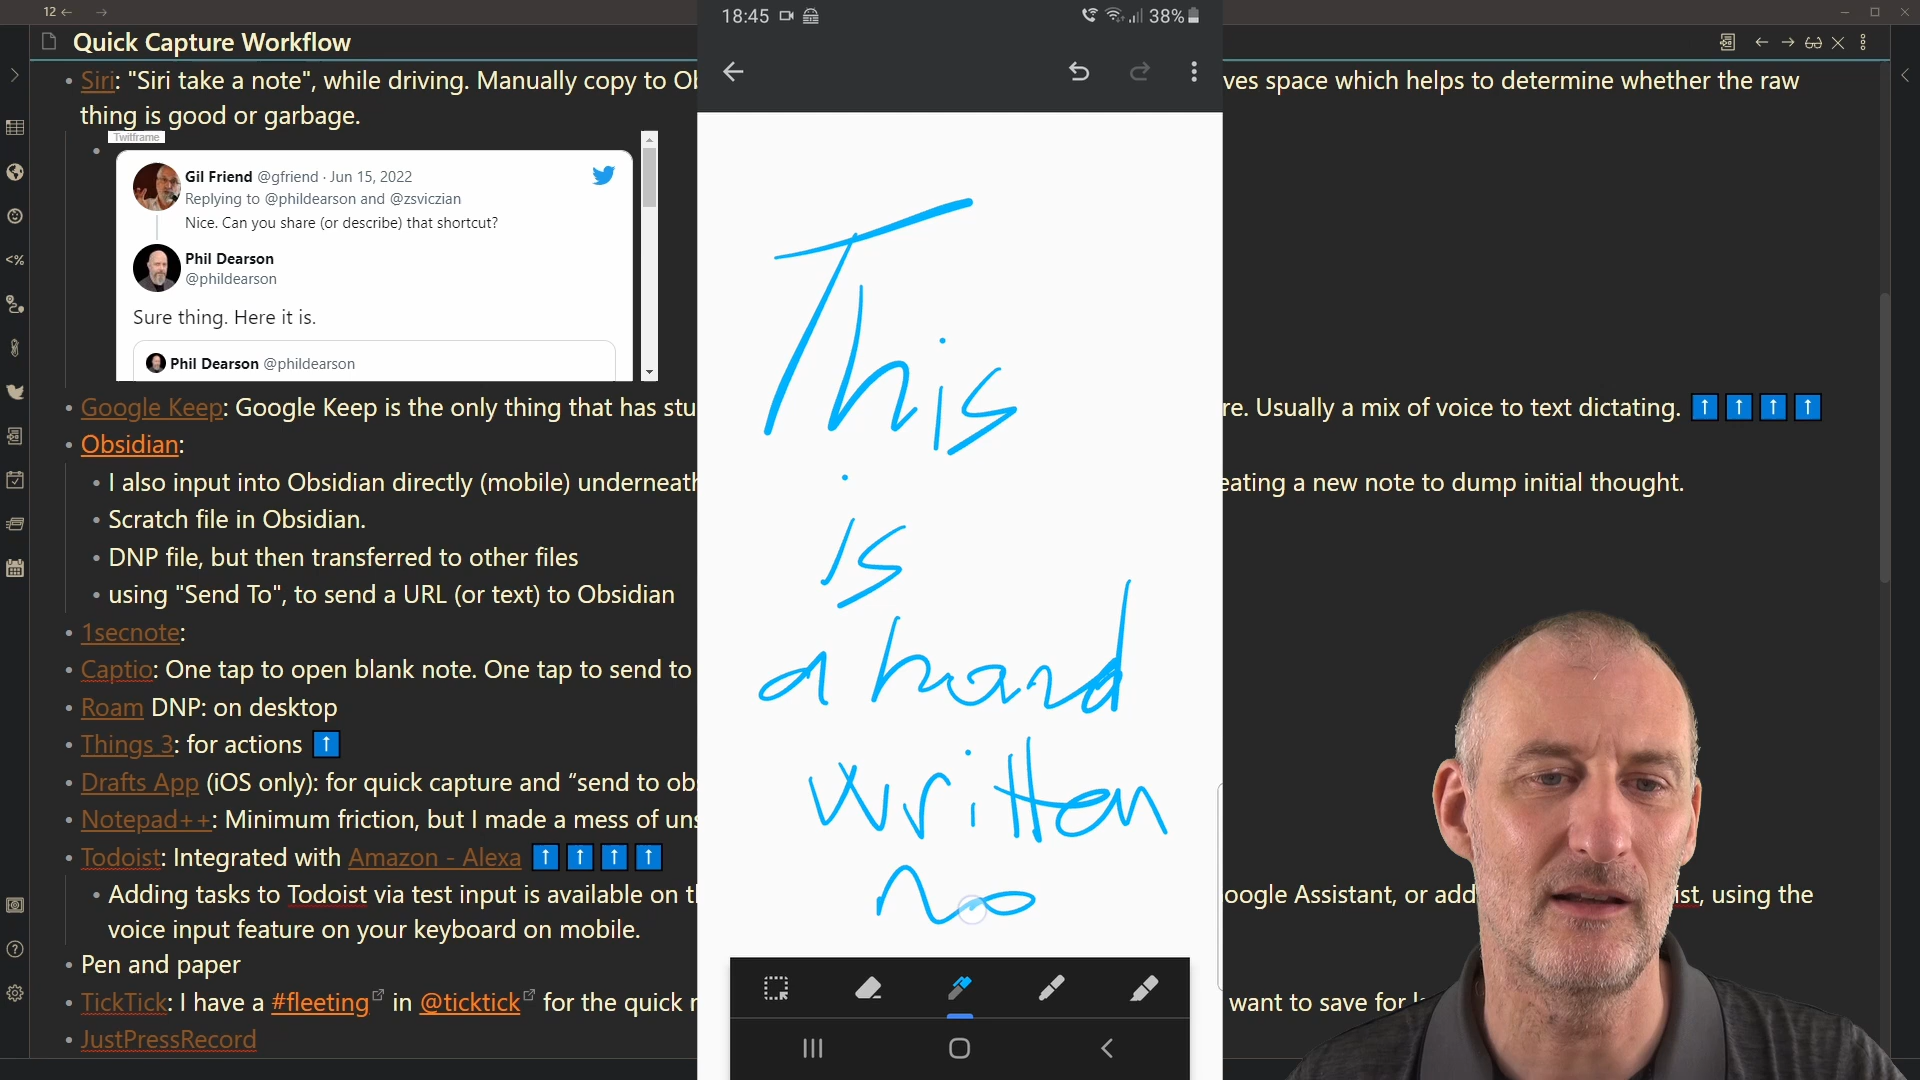 12
Quick Capture Workflow
Siri: "Siri take a note", while driving. Manually copy to Ob
ves space which helps to determine whether the raw
thing is good or garbage.
Twitframe
Gil Friend @gfriend · Jun 15, 2022
Replying to @phildearson and @zsviczian
Nice. Can you share (or describe) that shortcut?
Phil Dearson
@phildearson
Sure thing. Here it is.
Phil Dearson @phildearson
Google Keep: Google Keep is the only thing that has stu
re. Usually a mix of voice to text dictating.
Obsidian:
I also input into Obsidian directly (mobile) underneath
eating a new note to dump initial thought.
Scratch file in Obsidian.
DNP file, but then transferred to other files
using "Send To", to send a URL (or text) to Obsidian
1secnote:
Captio: One tap to open blank note. One tap to send to
Roam DNP: on desktop
Things 3: for actions
Drafts App (iOS only): for quick capture and “send to ob
Notepad++: Minimum friction, but I made a mess of uns
Todoist: Integrated with Amazon - Alexa
Adding tasks to Todoist via test input is available on th
oogle Assistant, or add
ist, using the
voice input feature on your keyboard on mobile.
Pen and paper
TickTick: I have a #fleeting in @ticktick for the quick
want to save for
JustPressRecord
18:45
38%
This
is
a hand
written
no